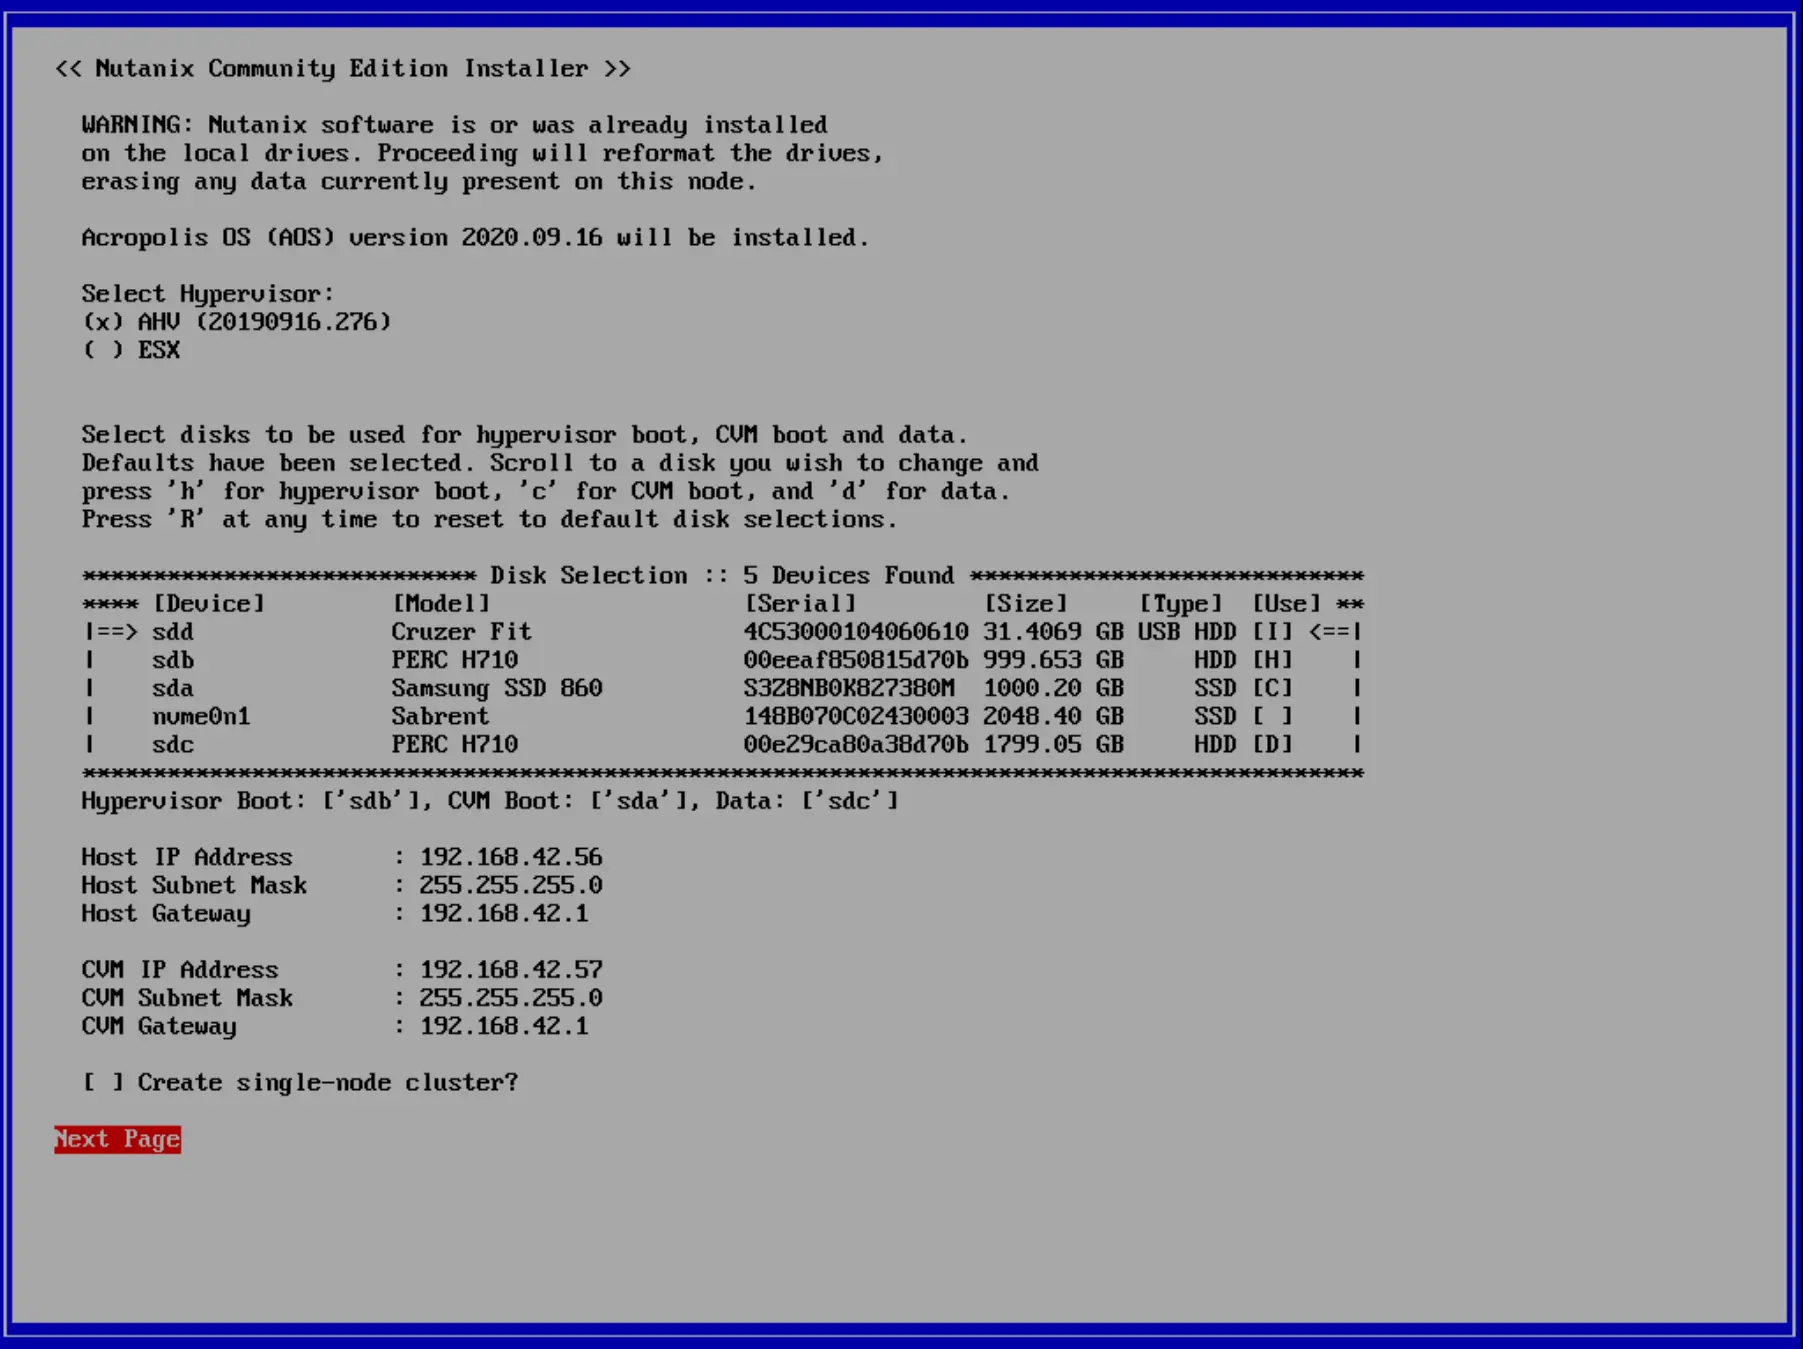 << Nutanix Community Edition Installer >>
WARNING: Nutanix software is or was already installed
on the local drives. Proceeding will reformat the drives,
erasing any data currently present on this node.
Acropolis OS (AOS) version 2020.09.16 will be installed.
Select Hypervisor:
(x) AHV (20190916.276)
( ) ESX
Select disks to be used for hypervisor boot, CVM boot and data.
Defaults have been selected. Scroll to a disk you wish to change and
press 'h' for hypervisor boot, 'c' for CVM boot, and 'd' for data.
Press 'R' at any time to reset to default disk selections.
**************************** Disk Selection :: 5 Devices Found ****************************
**** [Device] [Model] [Serial] [Size] [Type] [Use] **
|==> sdd Cruzer Fit 4C53000104060610 31.4069 GB USB HDD [I] <==|
| sdb PERC H710 00eeaf850815d70b 999.653 GB HDD [H] |
| sda Samsung SSD 860 S3Z8NB0K827380M 1000.20 GB SSD [C] |
| nvme0n1 Sabrent 148B070C02430003 2048.40 GB SSD [ ] |
| sdc PERC H710 00e29ca80a38d70b 1799.05 GB HDD [D] |
*******************************************************************************************
Hypervisor Boot: ['sdb'], CVM Boot: ['sda'], Data: ['sdc']
Host IP Address : 192.168.42.56
Host Subnet Mask : 255.255.255.0
Host Gateway : 192.168.42.1
CVM IP Address : 192.168.42.57
CVM Subnet Mask : 255.255.255.0
CVM Gateway : 192.168.42.1
[ ] Create single-node cluster?
Next Page